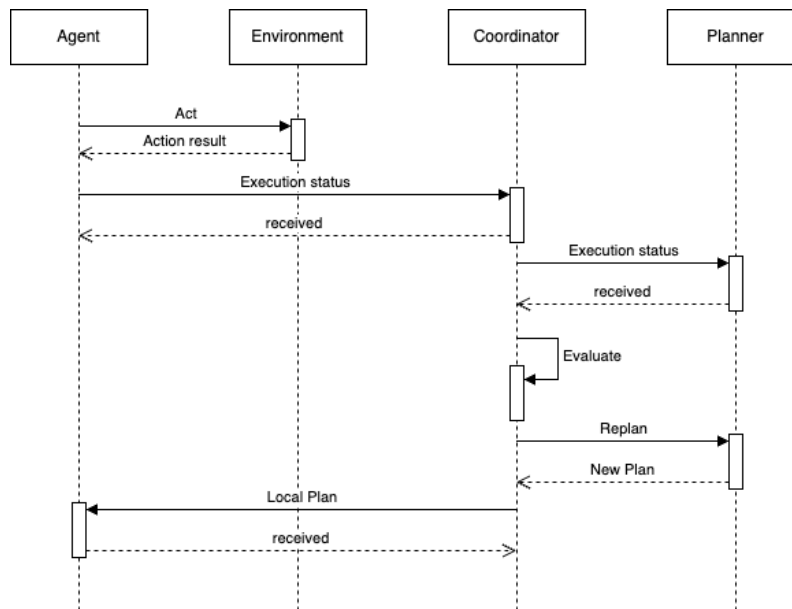 Agent
Environment
Coordinator
Planner
Act
Action result
Execution status
received
Execution status
received
Evaluate
Replan
New Plan
Local Plan
received